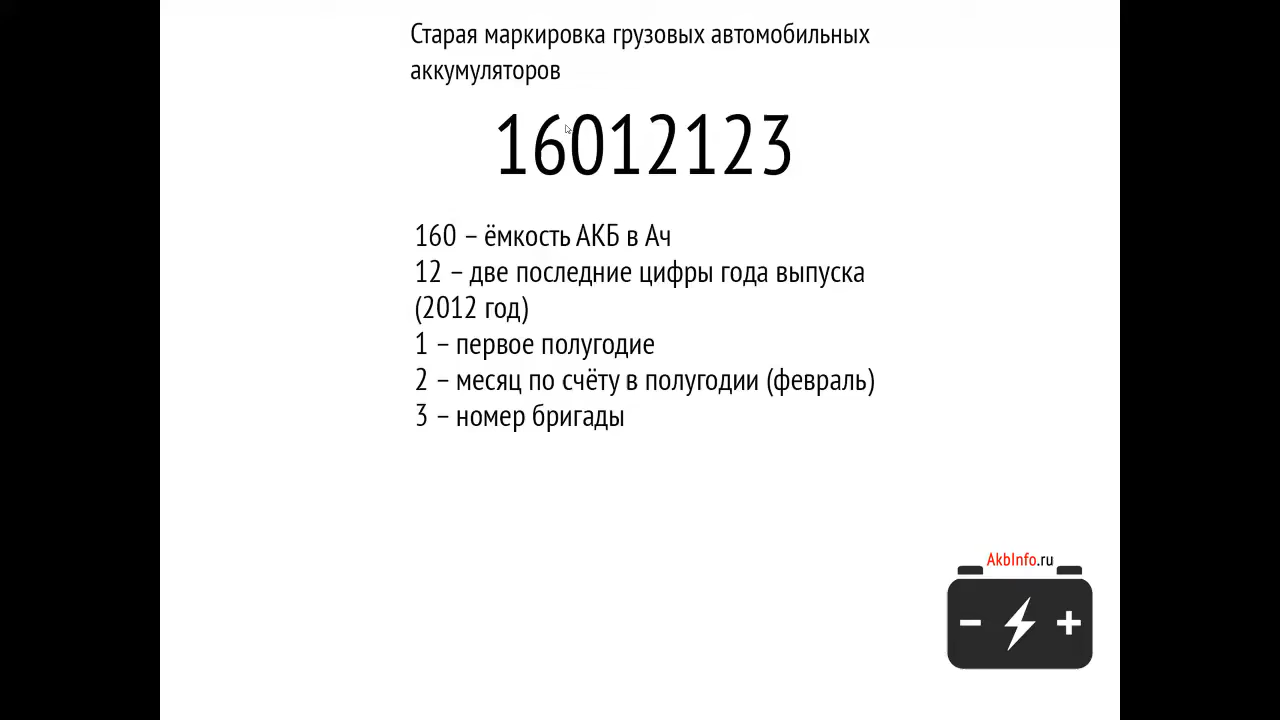 Старая маркировка грузовых автомобильных
аккумуляторов
16012123
160 – ёмкость АКБ в Ач
12 – две последние цифры года выпуска
(2012 год)
1 – первое полугодие
2 – месяц по счёту в полугодии (февраль)
3 – номер бригады
AkbInfo.ru